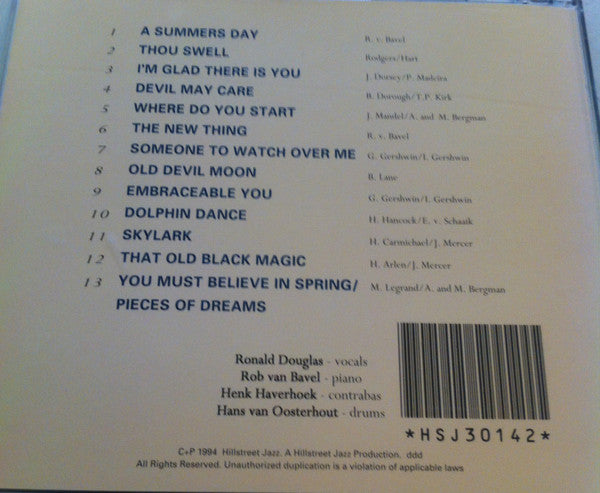 1 A SUMMERS DAY R. v. Bavel
2 THOU SWELL Rodgers/Hart
3 I'M GLAD THERE IS YOU J. Dorsey/P. Madeira
4 DEVIL MAY CARE B. Dorough/T.P. Kirk
5 WHERE DO YOU START J. Mandel/A. and M. Bergman
6 THE NEW THING R. v. Bavel
7 SOMEONE TO WATCH OVER ME G. Gershwin/I. Gershwin
8 OLD DEVIL MOON B. Lane
9 EMBRACEABLE YOU G. Gershwin/I. Gershwin
10 DOLPHIN DANCE H. Hancock/E. v. Schaaik
11 SKYLARK H. Carmichael/J. Mercer
12 THAT OLD BLACK MAGIC H. Arlen/J. Mercer
13 YOU MUST BELIEVE IN SPRING/ M. Legrand/A. and M. Bergman
PIECES OF DREAMS
Ronald Douglas - vocals
Rob van Bavel - piano
Henk Haverhoek - contrabas
Hans van Oosterhout - drums
*HSJ30142*
C+P 1994 Hillstreet Jazz. A Hillstreet Jazz Production. ddd
All Rights Reserved. Unauthorized duplication is a violation of applicable laws